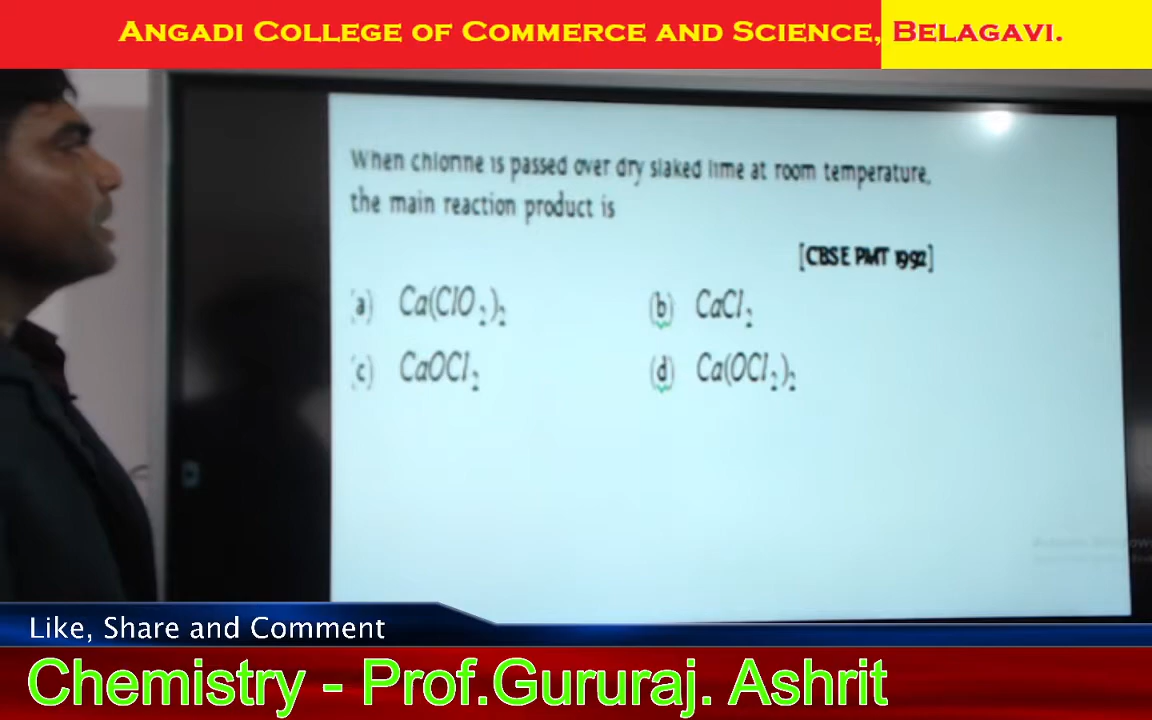 ANGADI COLLEGE OF COMMERCE AND SCIENCE, BELAGAVI.
When chlorine is passed over dry slaked lime at room temperature,
the main reaction product is
[CBSE PMT 1992]
(a) Ca(ClO₂)₂ (b) CaCl₂
(c) CaOCl₂ (d) Ca(OCl₂)₂
Like, Share and Comment
Chemistry - Prof.Gururaj. Ashrit